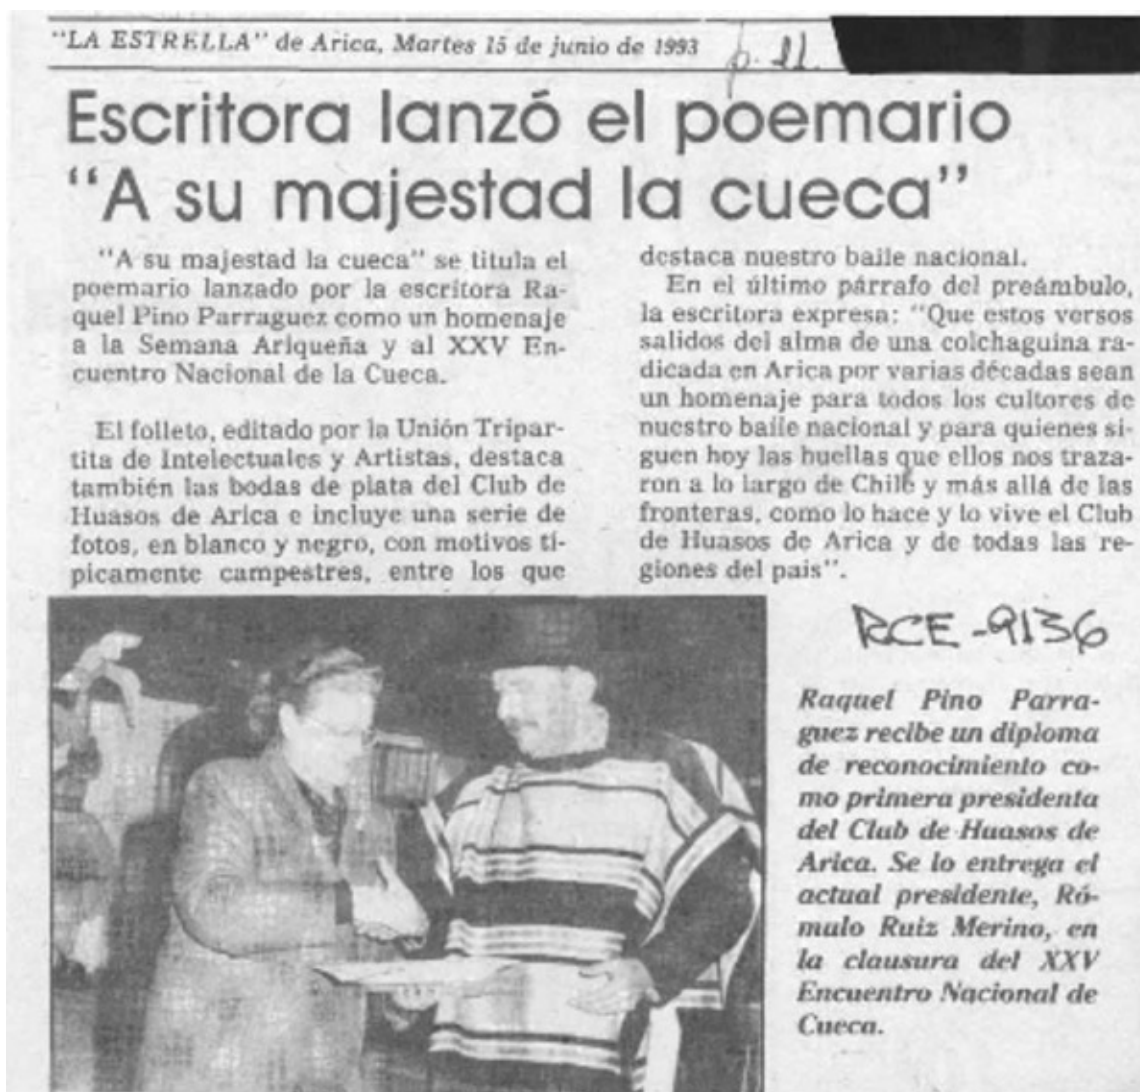 "LA ESTRELLA" de Arica, Martes 15 de junio de 1993
p. 11.
Escritora lanzó el poemario
"A su majestad la cueca"
"A su majestad la cueca" se titula el
poemario lanzado por la escritora Ra-
quel Pino Parraguez como un homenaje
a la Semana Ariqueña y al XXV En-
cuentro Nacional de la Cueca.
El folleto, editado por la Unión Tripar-
tita de Intelectuales y Artistas, destaca
también las bodas de plata del Club de
Huasos de Arica e incluye una serie de
fotos, en blanco y negro, con motivos tí-
picamente campestres, entre los que
destaca nuestro baile nacional.
En el último párrafo del preámbulo,
la escritora expresa: "Que estos versos
salidos del alma de una colchaguina ra-
dicada en Arica por varias décadas sean
un homenaje para todos los cultores de
nuestro baile nacional y para quienes si-
guen hoy las huellas que ellos nos traza-
ron a lo largo de Chile y más allá de las
fronteras, como lo hace y lo vive el Club
de Huasos de Arica y de todas las re-
giones del país".
RCE-9136
Raquel Pino Parra-
guez recibe un diploma
de reconocimiento co-
mo primera presidenta
del Club de Huasos de
Arica. Se lo entrega el
actual presidente, Ró-
mulo Ruiz Merino, en
la clausura del XXV
Encuentro Nacional de
Cueca.